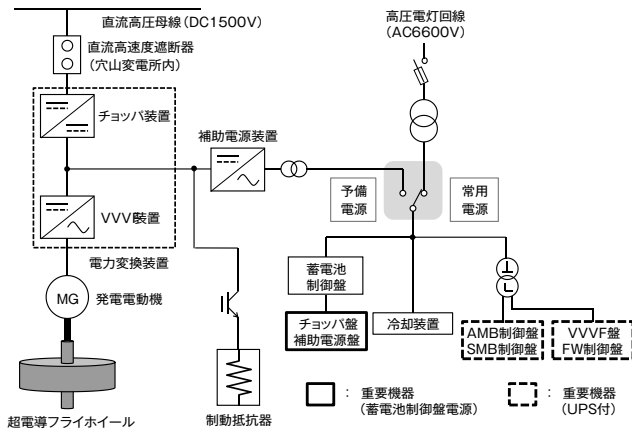 直流高圧母線(DC1500V)
直流高速度遮断器
(穴山変電所内)
チョッパ装置
VVVF装置
電力変換装置
MG
発電電動機
超電導フライホイール
補助電源装置
制動抵抗器
高圧電灯回線
(AC6600V)
予備
電源
常用
電源
蓄電池
制御盤
チョッパ盤
補助電源盤
冷却装置
AMB制御盤
SMB制御盤
VVVF盤
FW制御盤
: 重要機器
(蓄電池制御盤電源)
: 重要機器
(UPS付)